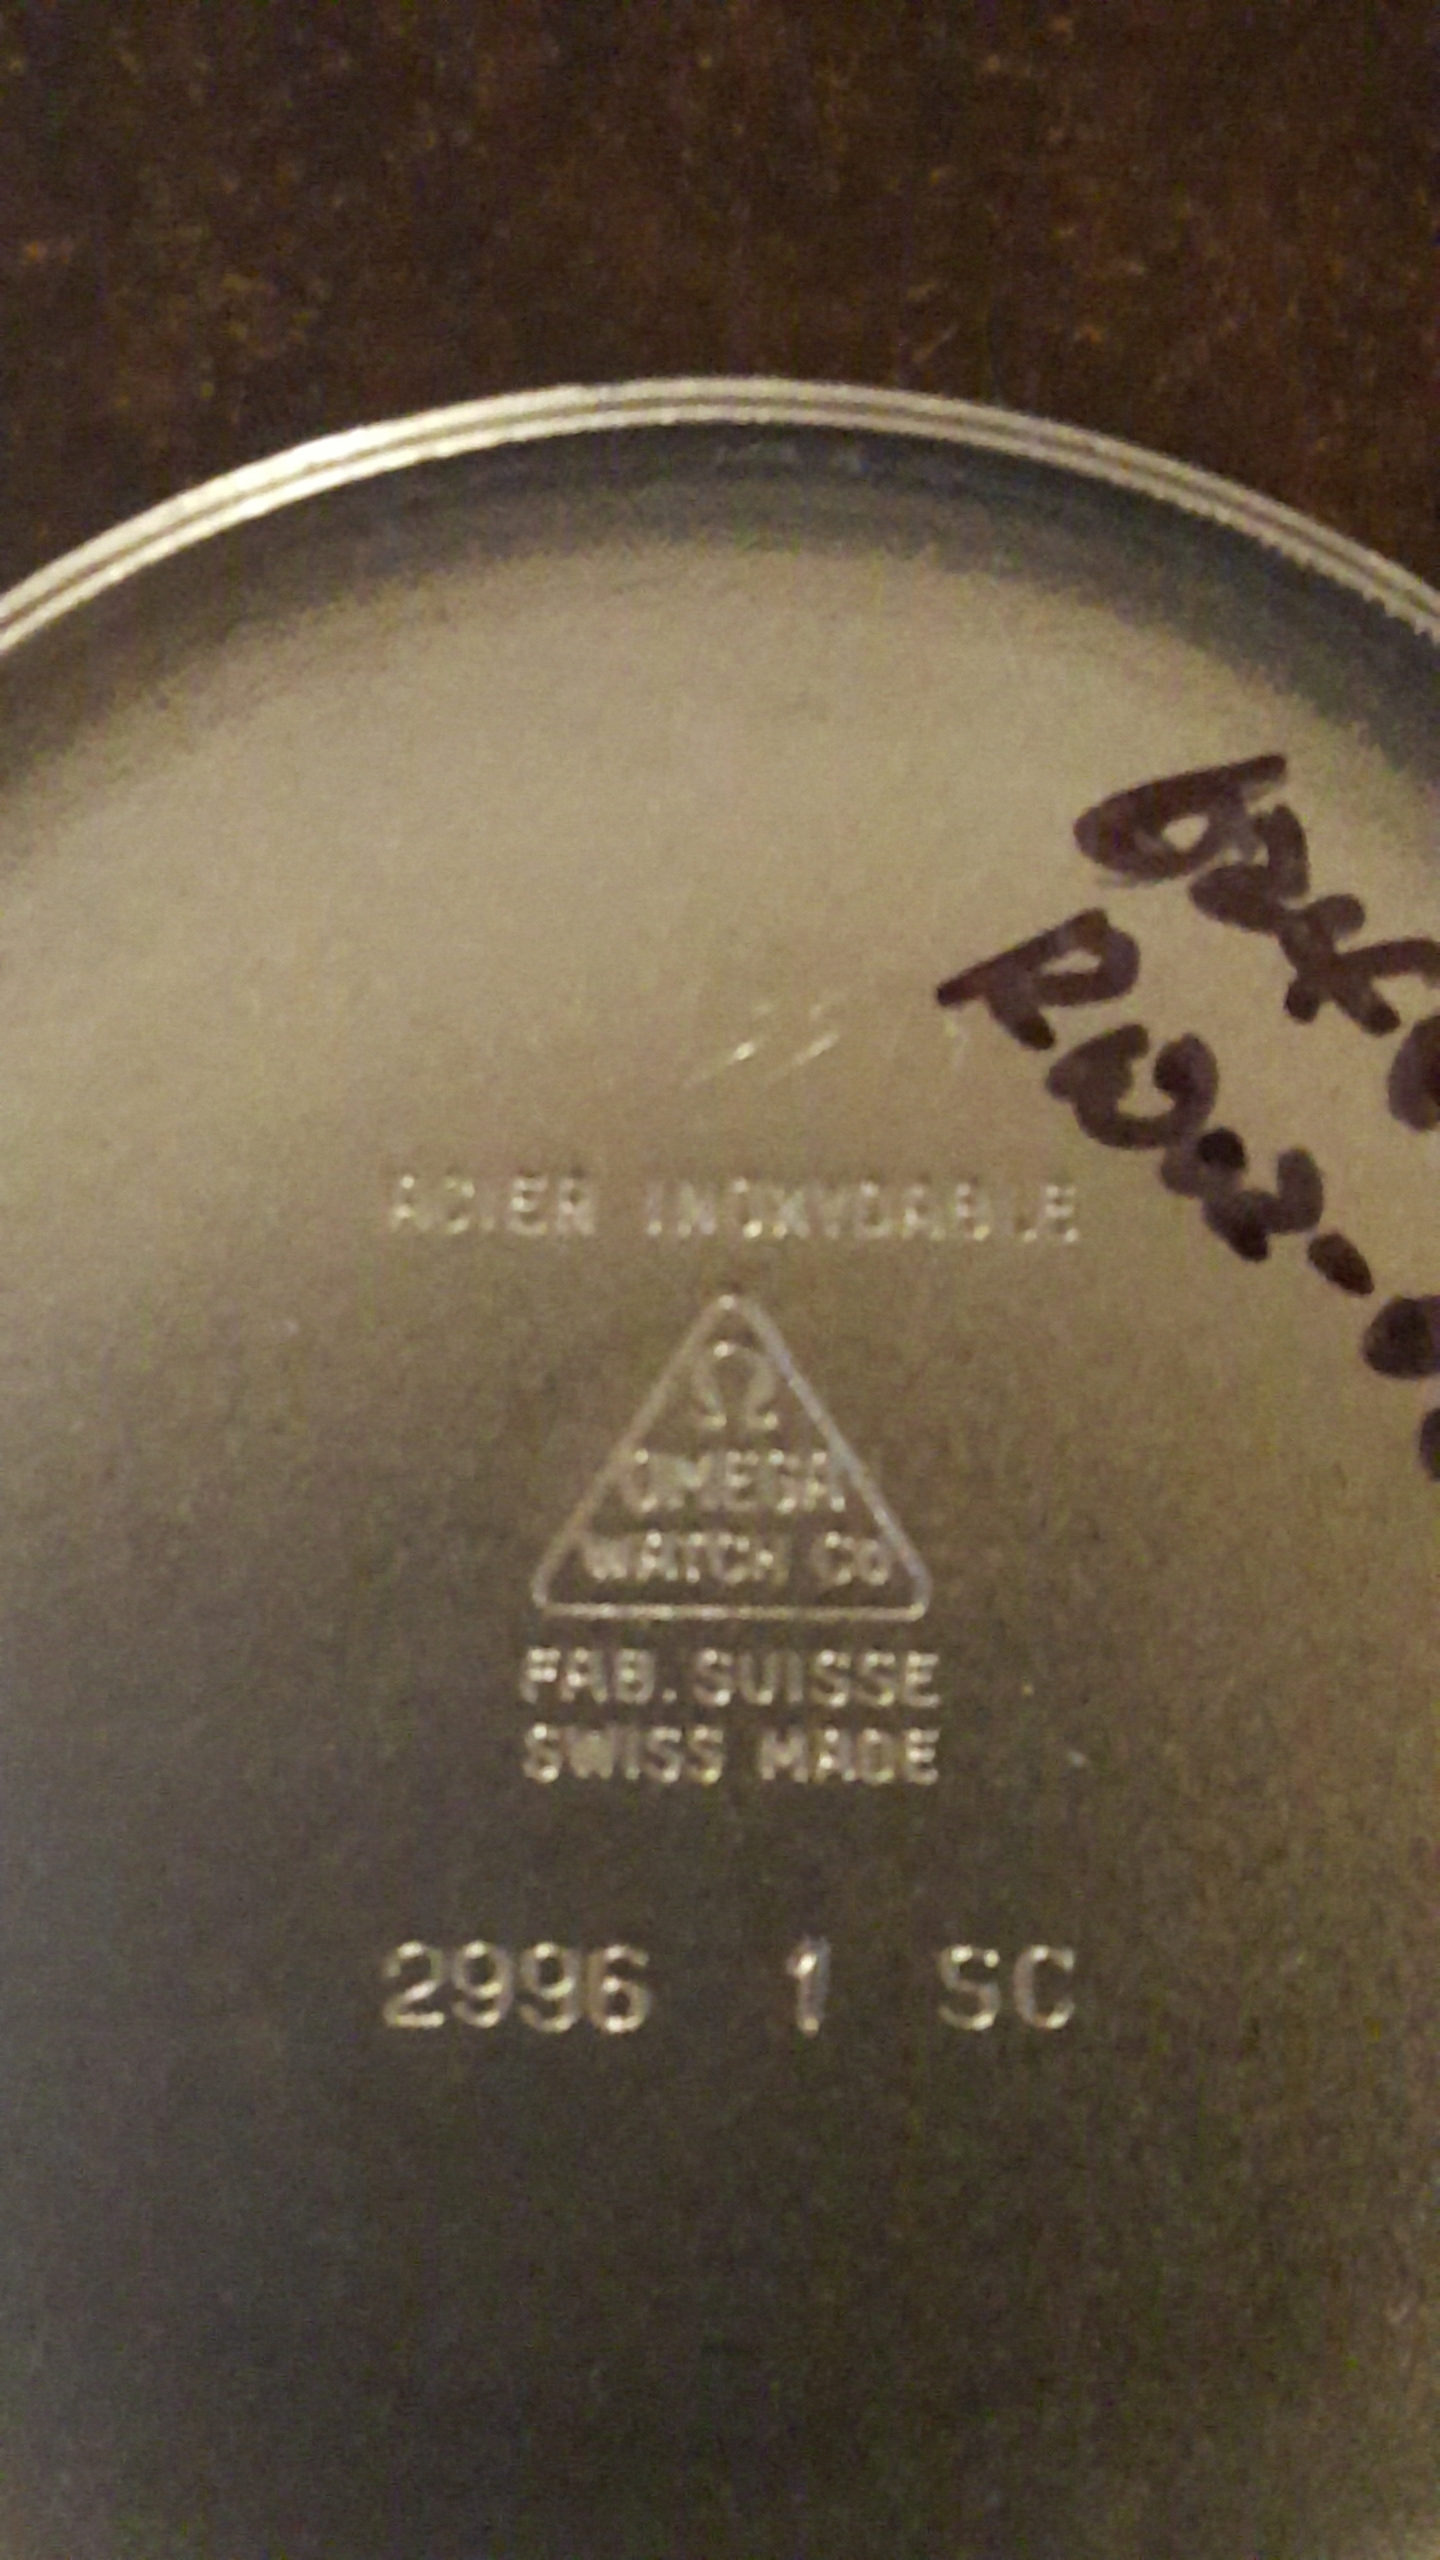 ACIER INOXYDABLE
Ω
OMEGA
WATCH Co
FAB. SUISSE
SWISS MADE
2996 1 SC